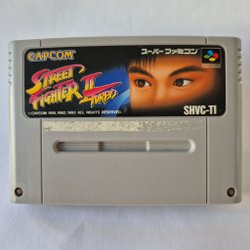 CAPCOM
スーパーファミコン
STREET
FIGHTER II
TURBO
©CAPCOM 1991, 1992, 1993 ALL RIGHTS RESERVED.
SHVC-TI